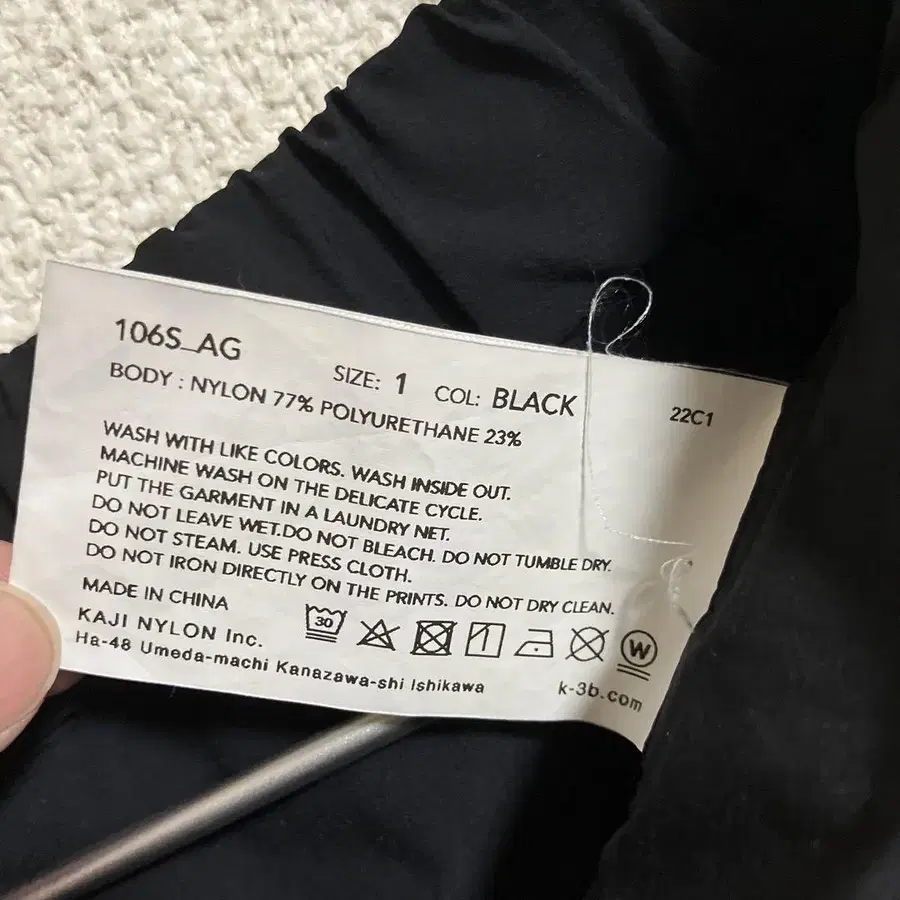 106S_AG
SIZE: 1 COL: BLACK 22C1
BODY : NYLON 77% POLYURETHANE 23%
WASH WITH LIKE COLORS. WASH INSIDE OUT.
MACHINE WASH ON THE DELICATE CYCLE.
PUT THE GARMENT IN A LAUNDRY NET.
DO NOT LEAVE WET.DO NOT BLEACH. DO NOT TUMBLE DRY.
DO NOT STEAM. USE PRESS CLOTH.
DO NOT IRON DIRECTLY ON THE PRINTS. DO NOT DRY CLEAN.
MADE IN CHINA
30 W
KAJI NYLON Inc.
Ha-48 Umeda-machi Kanazawa-shi Ishikawa
k-3b.com